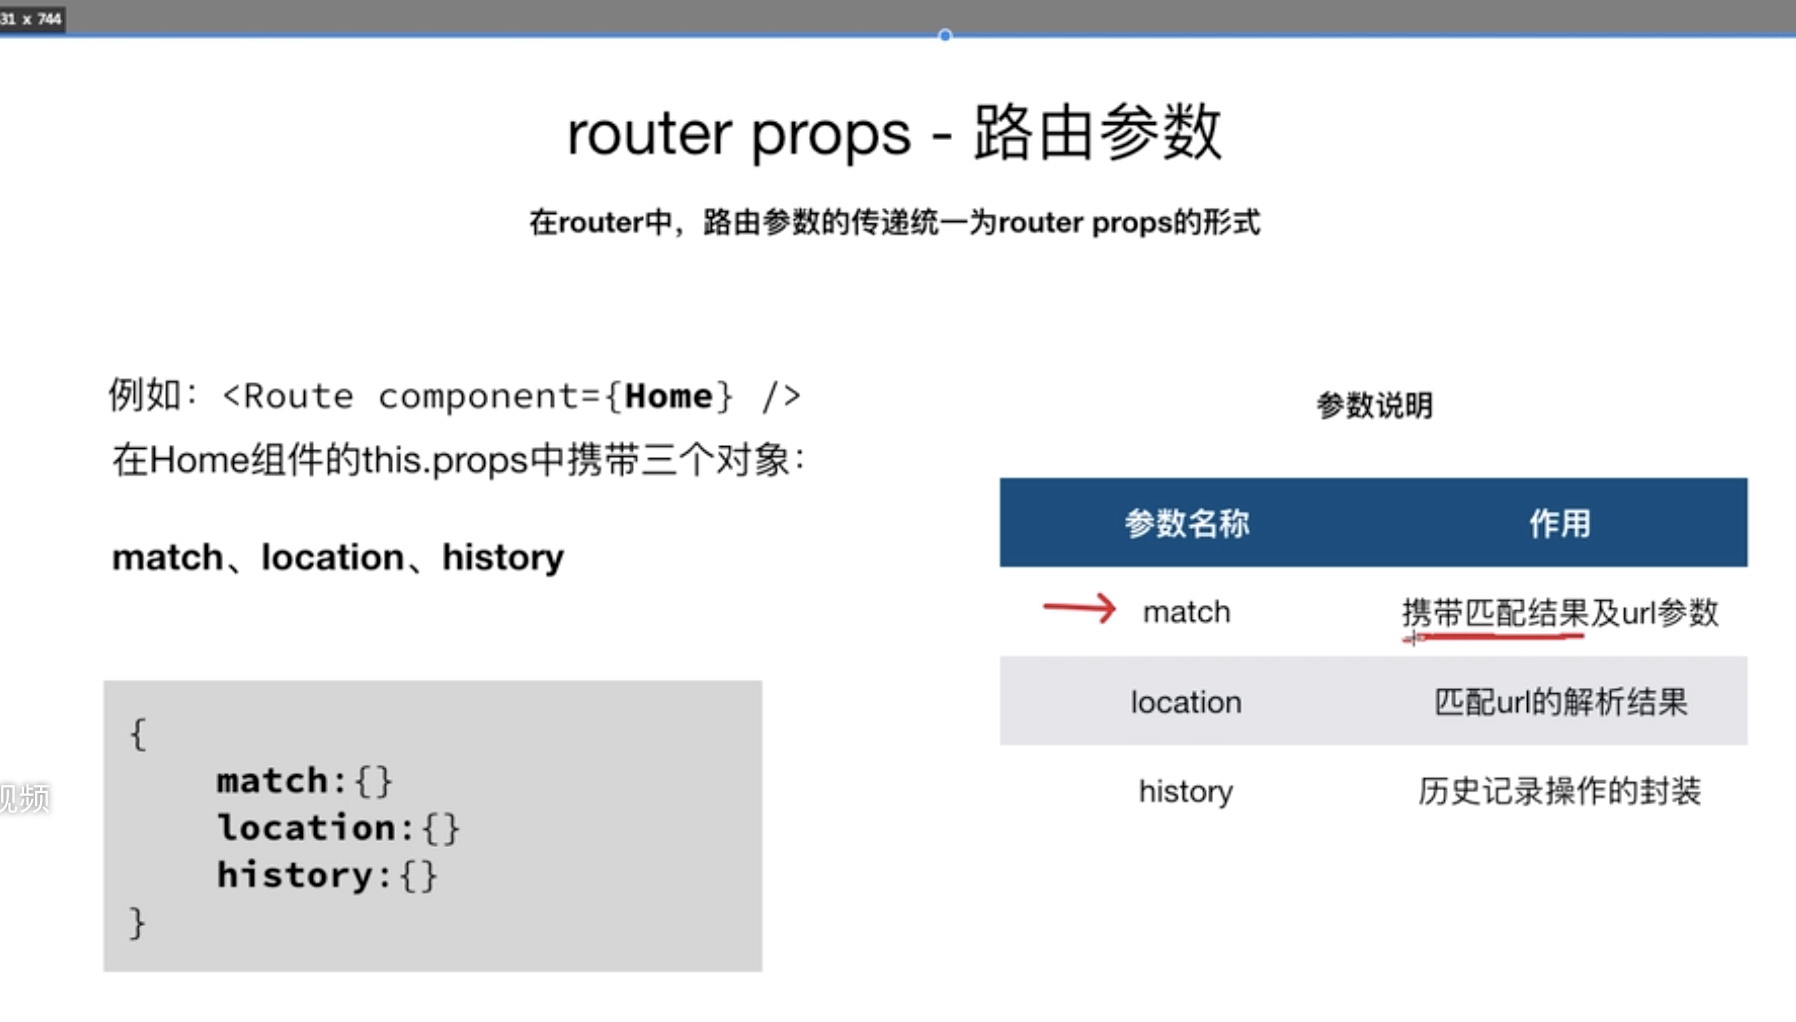 31 x 744
router props - 路由参数
在router中，路由参数的传递统一为router props的形式
例如：<Route component={Home} />
在Home组件的this.props中携带三个对象：
match、location、history
{
match:{}
location:{}
history:{}
}
参数说明
参数名称 作用
match 携带匹配结果及url参数
location 匹配url的解析结果
history 历史记录操作的封装
视频